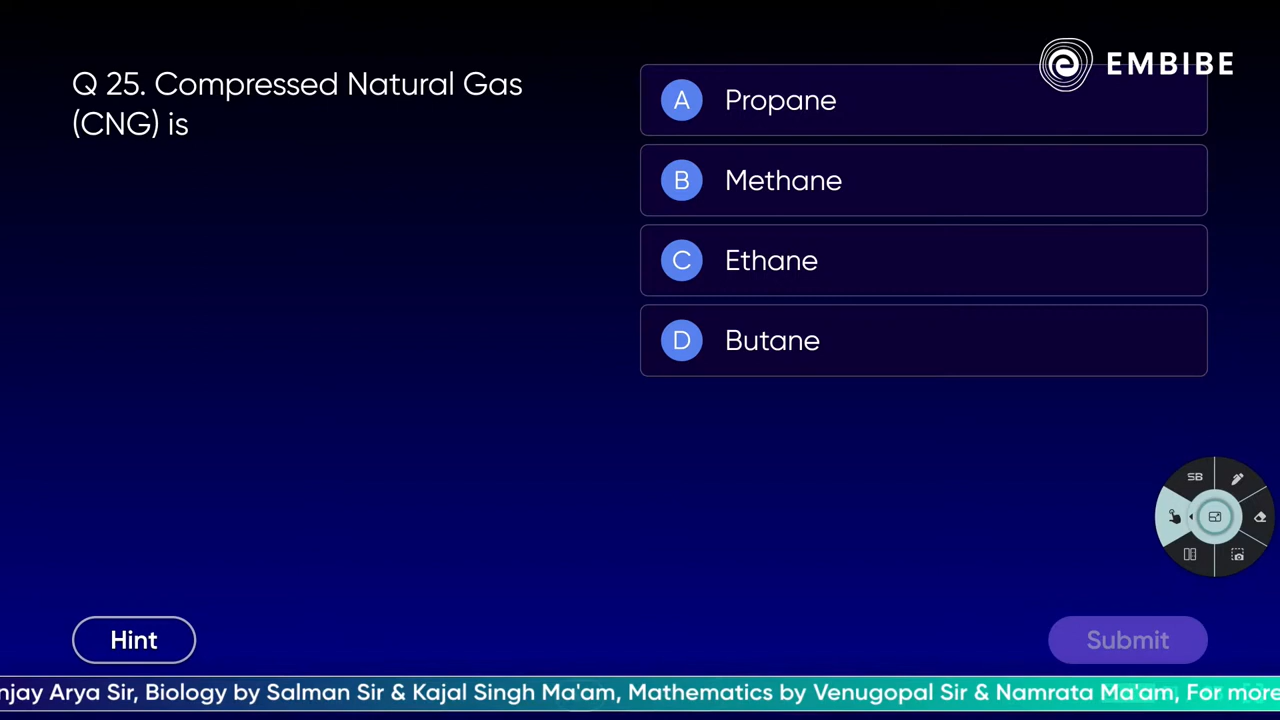 EMBIBE
Q 25. Compressed Natural Gas
(CNG) is
A Propane
B Methane
C Ethane
D Butane
SB
Hint
Submit
njay Arya Sir, Biology by Salman Sir & Kajal Singh Ma'am, Mathematics by Venugopal Sir & Namrata Ma'am, For more